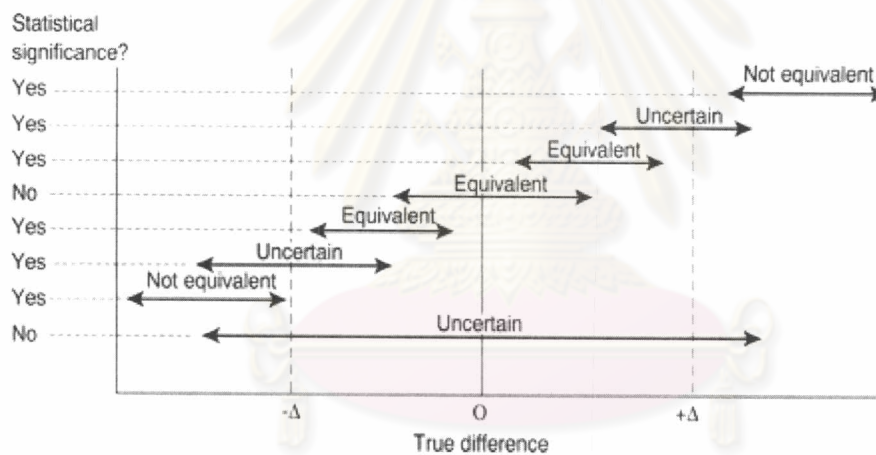 Statistical
significance?
Not equivalent
Yes
Uncertain
Yes
Equivalent
Yes
Equivalent
No
Equivalent
Yes
Uncertain
Yes
Not equivalent
Yes
Uncertain
No
-Δ O +Δ
True difference